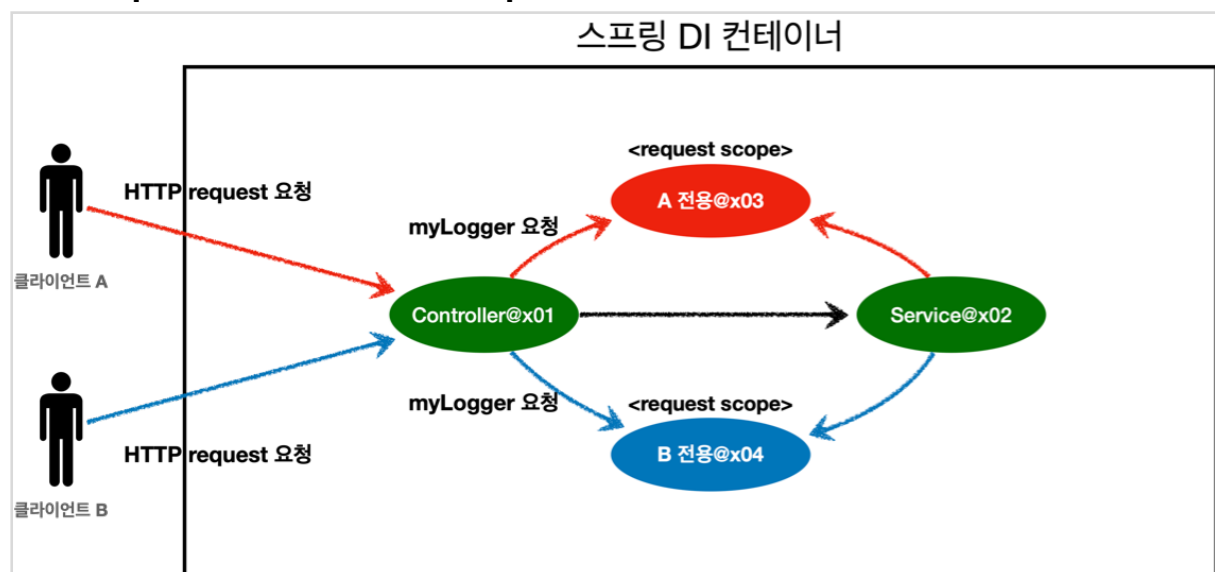 스프링 DI 컨테이너
<request scope>
A 전용@x03
HTTP request 요청
myLogger 요청
클라이언트 A
Controller@x01
Service@x02
myLogger 요청
<request scope>
HTTP request 요청
B 전용@x04
클라이언트 B